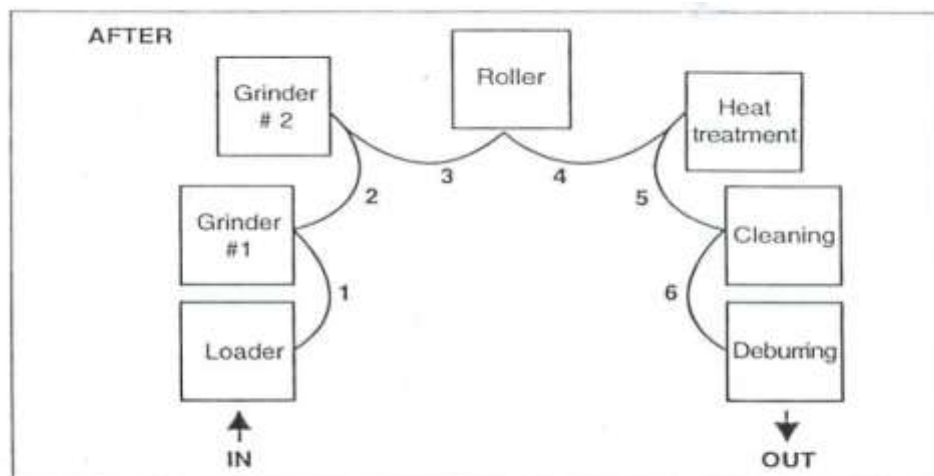 AFTER
Grinder
# 2
Roller
Heat
treatment
3
4
2
5
Grinder
#1
Cleaning
1
6
Loader
Deburring
IN
OUT